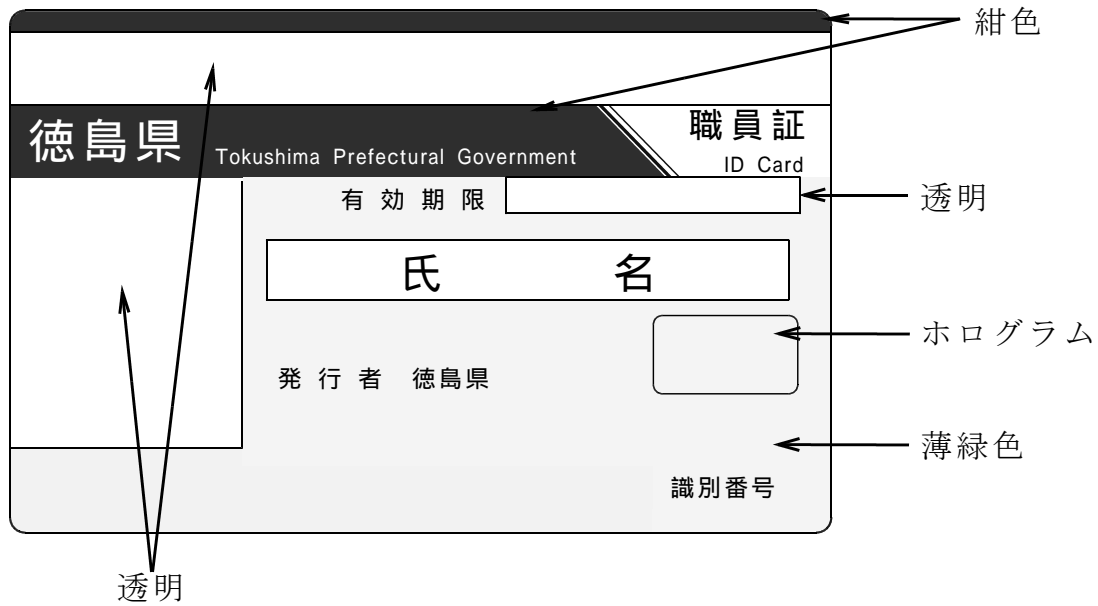 紺色
徳島県 Tokushima Prefectural Government
職員証
ID Card
有効期限
透明
氏 名
ホログラム
発行者 徳島県
薄緑色
識別番号
透明